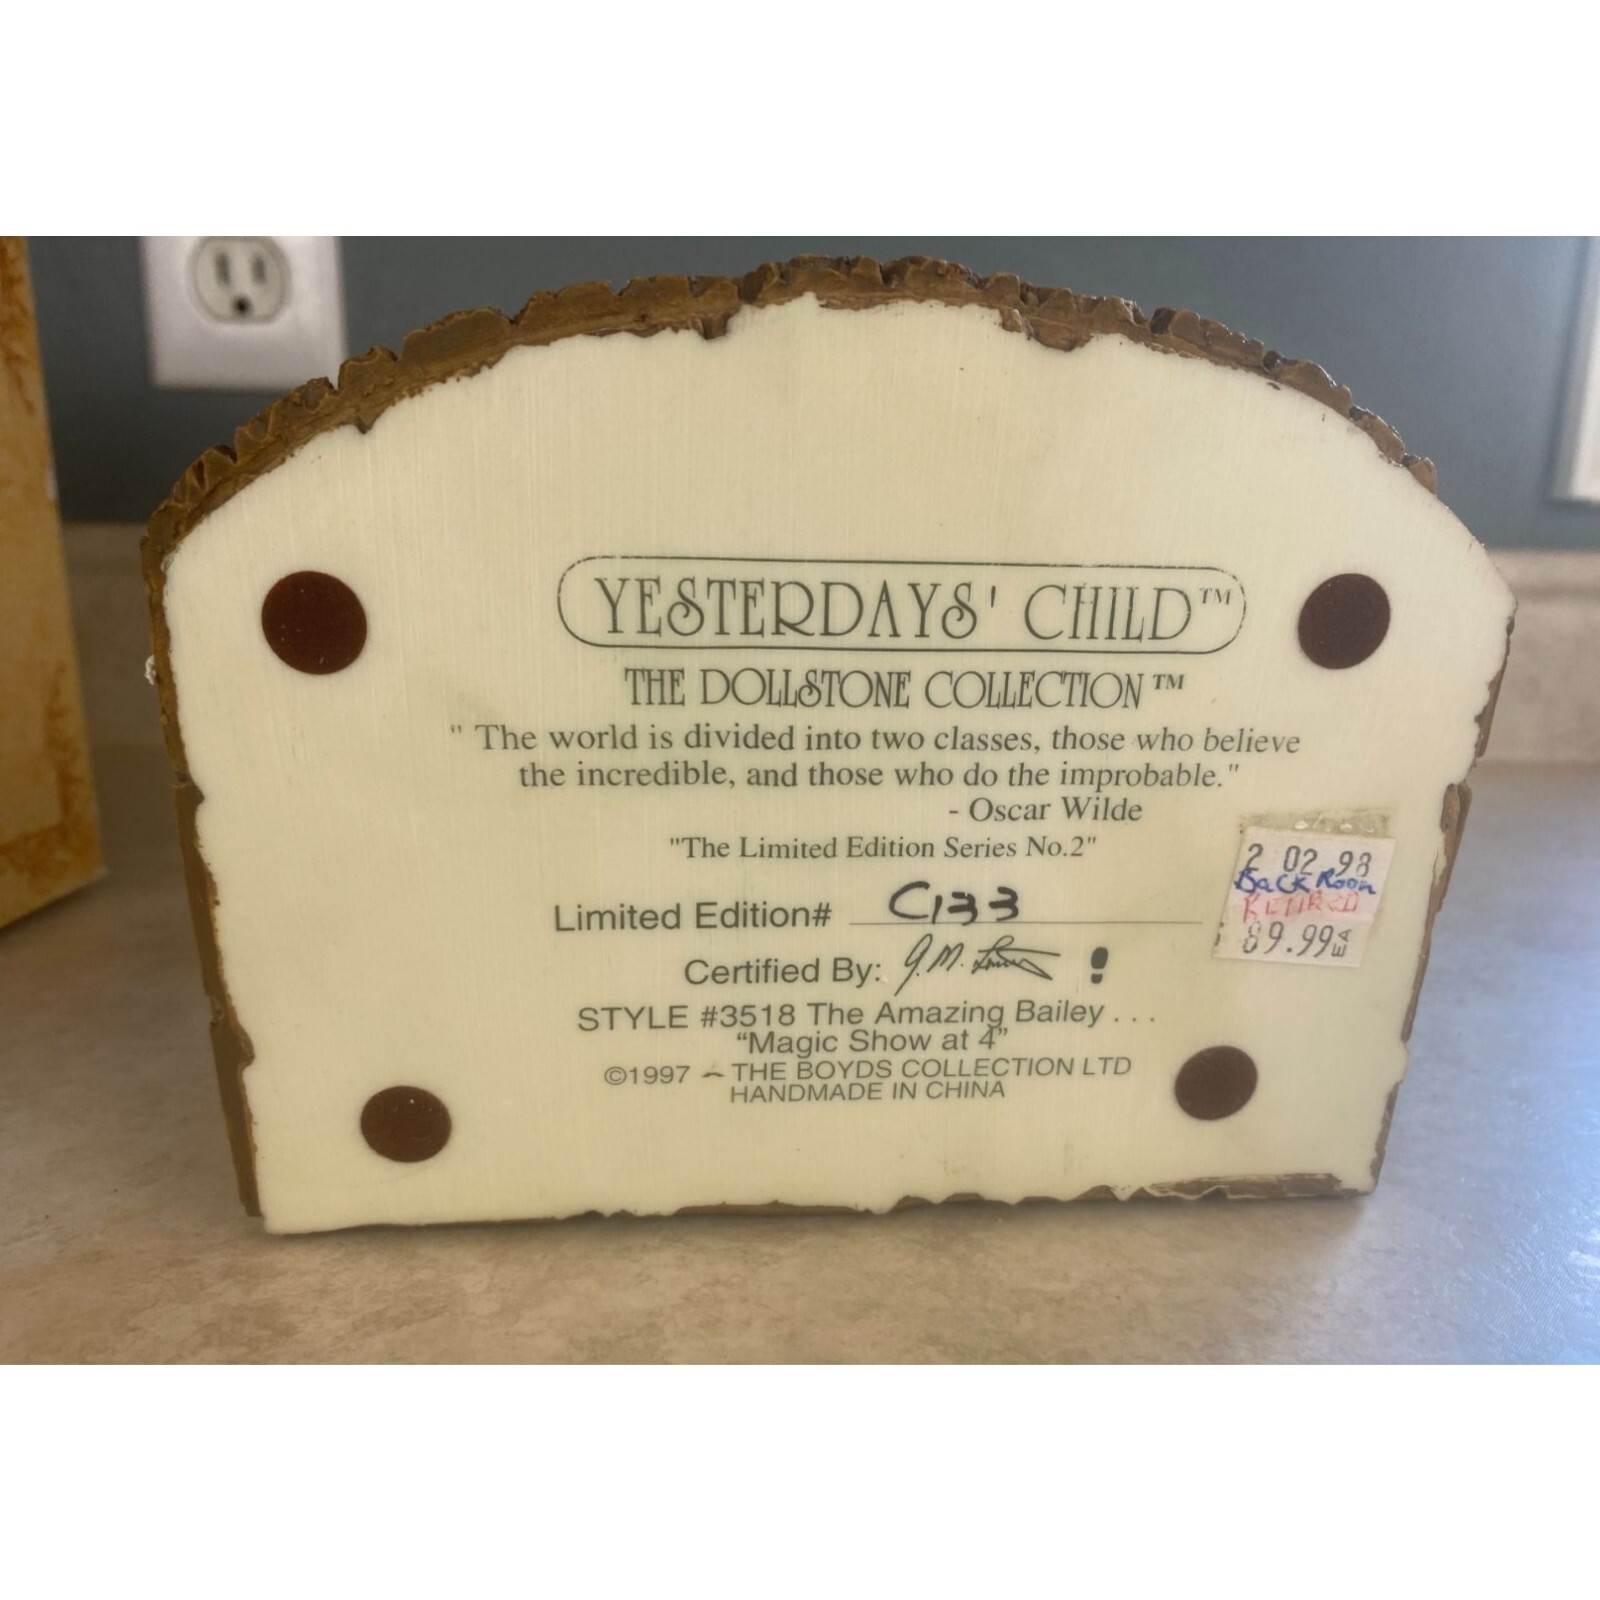 YESTERDAYS' CHILD™
THE DOLLSTONE COLLECTION™
" The world is divided into two classes, those who believe
the incredible, and those who do the improbable."
- Oscar Wilde
"The Limited Edition Series No.2"
Limited Edition# C133
Certified By: J.M.
STYLE #3518 The Amazing Bailey . . .
“Magic Show at 4”
©1997 THE BOYDS COLLECTION LTD
HANDMADE IN CHINA
2 02 98
Back Room
RETIRED
89.99 EA